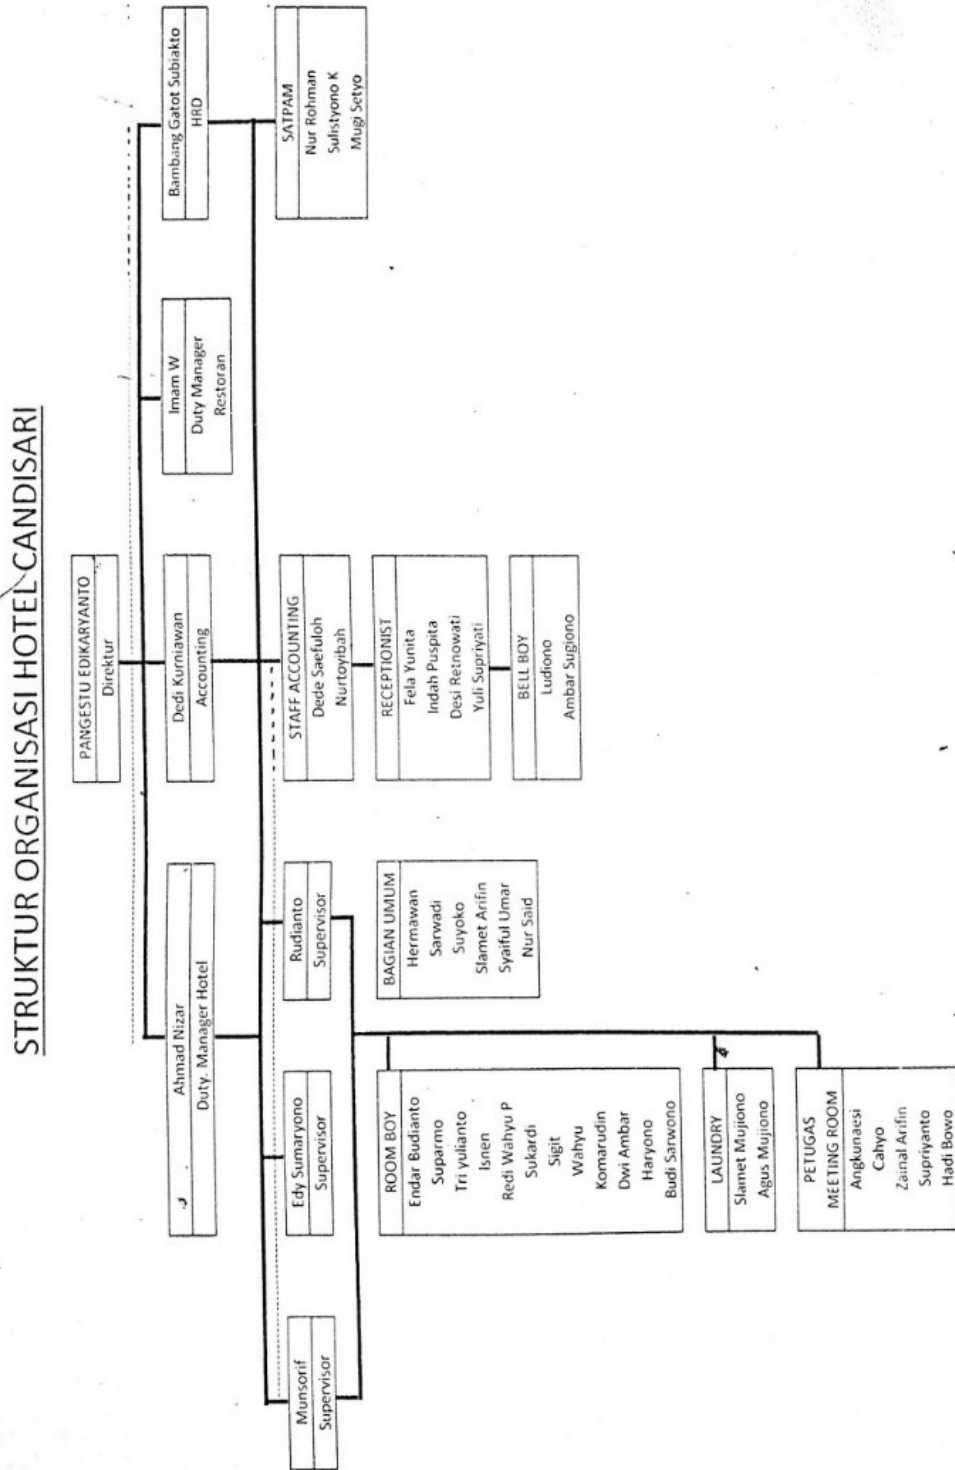 STRUKTUR ORGANISASI HOTEL CANDISARI
PANGESTU EDIKARYANTO
Direktur
Ahmad Nizar
Duty. Manager Hotel
Dedi Kurniawan
Accounting
Imam W
Duty Manager
Restoran
Bambang Gatot Subiakto
HRD
Munsorif
Supervisor
Edy Sumaryono
Supervisor
Rudianto
Supervisor
STAFF ACCOUNTING
Dede Saefuloh
Nurtoyibah
SATPAM
Nur Rohman
Sulistyono K
Mugi Setyo
ROOM BOY
Endar Budianto
Suparmo
Tri yulianto
Isnen
Redi Wahyu P
Sukardi
Sigit
Wahyu
Komarudin
Dwi Ambar
Haryono
Budi Sarwono
BAGIAN UMUM
Hermawan
Sarwadi
Suyoko
Slamet Arifin
Syaiful Umar
Nur Said
RECEPTIONIST
Fela Yunita
Indah Puspita
Desi Retnowati
Yuli Supriyati
BELL BOY
Ludiono
Ambar Sugiono
LAUNDRY
Slamet Mujiono
Agus Mujiono
PETUGAS
MEETING ROOM
Angkunaesi
Cahyo
Zainal Arifin
Supriyanto
Hadi Bowo